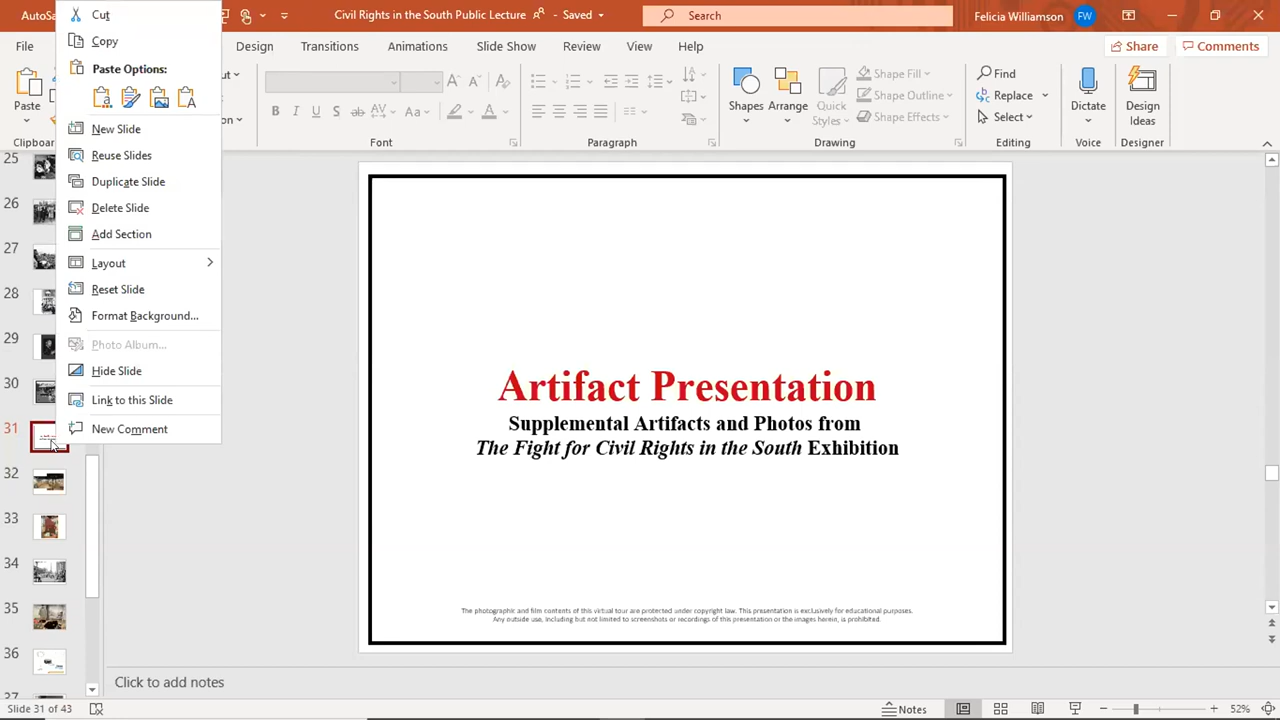 AutoSa
Civil Rights in the South Public Lecture
- Saved
Search
Felicia Williamson
FW
File
Design
Transitions
Animations
Slide Show
Review
View
Help
Share
Comments
Paste
Clipboar
B
I
U
S
ab
AV
Aa
Font
Paragraph
Shapes
Arrange
Quick
Styles
Shape Fill
Shape Outline
Shape Effects
Drawing
Find
Replace
Select
Editing
Dictate
Voice
Design
Ideas
Designer
Cut
Copy
Paste Options:
New Slide
Reuse Slides
Duplicate Slide
Delete Slide
Add Section
Layout
Reset Slide
Format Background...
Photo Album...
Hide Slide
Link to this Slide
New Comment
25
26
27
28
29
30
31
32
33
34
35
36
37
Artifact Presentation
Supplemental Artifacts and Photos from
The Fight for Civil Rights in the South Exhibition
The photographic and film contents of this virtual tour are protected under copyright law. This presentation is exclusively for educational purposes.
Any outside use, including but not limited to screenshots or recordings of this presentation or the images herein, is prohibited.
Click to add notes
Slide 31 of 43
Notes
52%